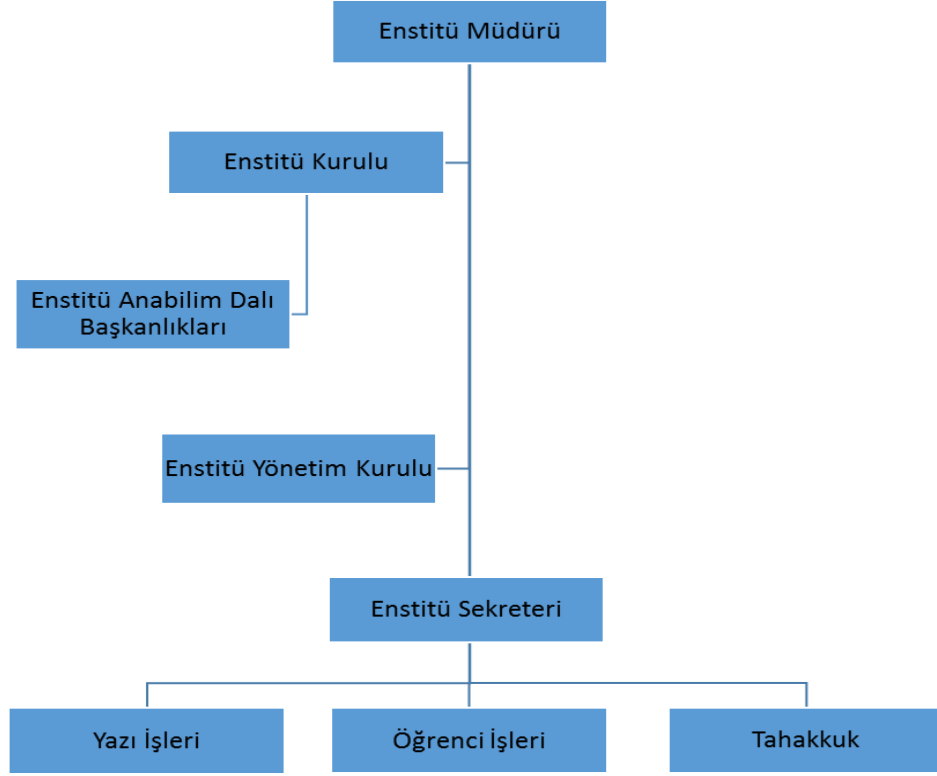 Enstitü Müdürü
Enstitü Kurulu
Enstitü Anabilim Dalı
Başkanlıkları
Enstitü Yönetim Kurulu
Enstitü Sekreteri
Yazı İşleri
Öğrenci İşleri
Tahakkuk